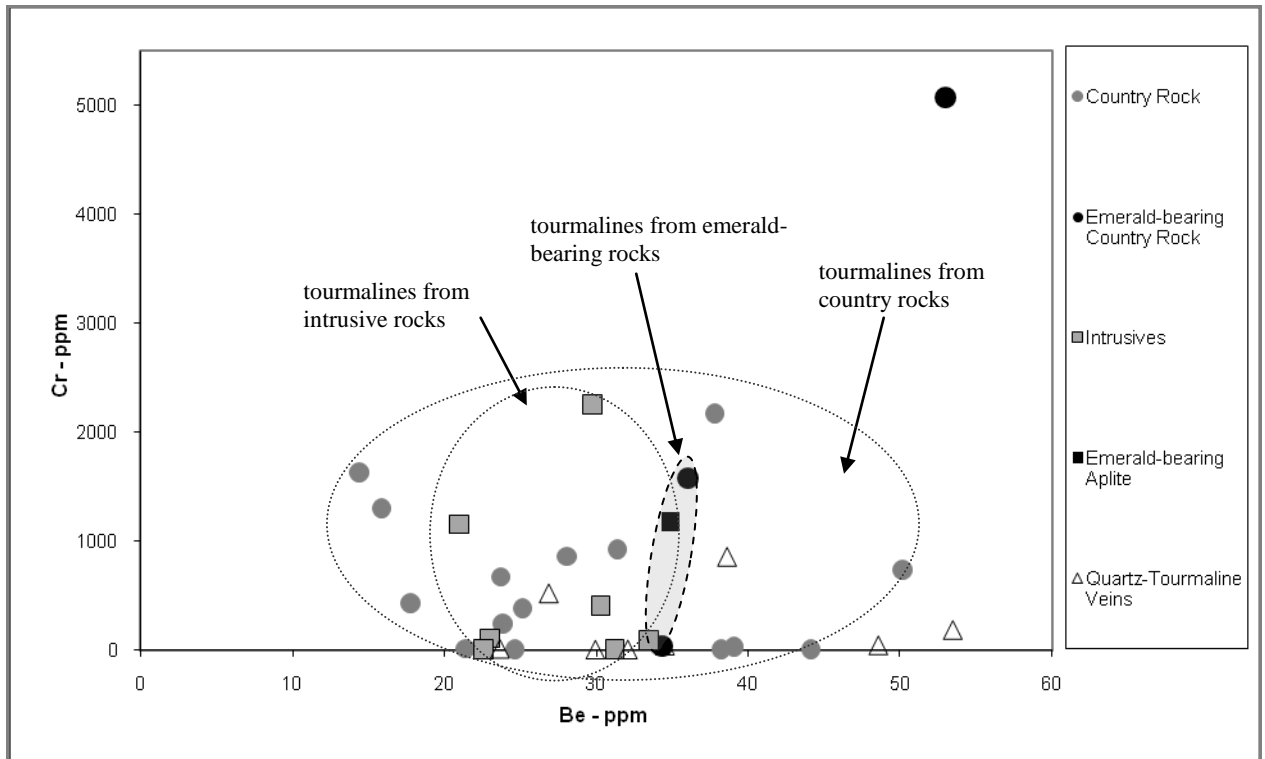 5000
4000
3000
2000
1000
0
Cr - ppm
0 10 20 30 40 50 60
Be - ppm
tourmalines from
intrusive rocks
tourmalines from emerald-
bearing rocks
tourmalines from
country rocks
Country Rock
Emerald-bearing
Country Rock
Intrusives
Emerald-bearing
Aplite
Quartz-Tourmaline
Veins